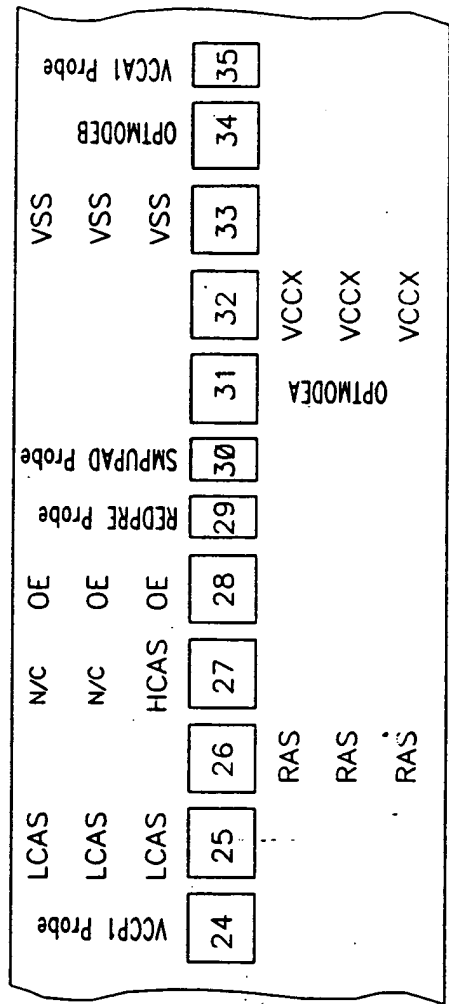 VCCA1 Probe 35
OPTMODEB 34
VSS VSS VSS 33
32 VCCX VCCX VCCX
31 OPTMODEA
SMPUPAD Probe 30
REDPRE Probe 29
OE OE OE 28
N/C N/C HCAS 27
26 RAS RAS RAS
LCAS LCAS LCAS 25
VCCP1 Probe 24